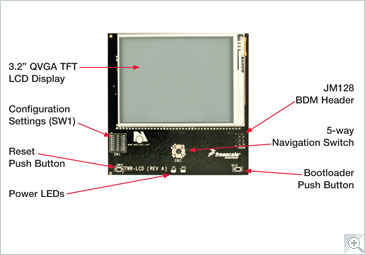 3.2” QVGA TFT
LCD Display
Configuration
Settings (SW1)
Reset
Push Button
Power LEDs
JM128
BDM Header
5-way
Navigation Switch
Bootloader
Push Button
freescale
TWR-LCD (REV A)